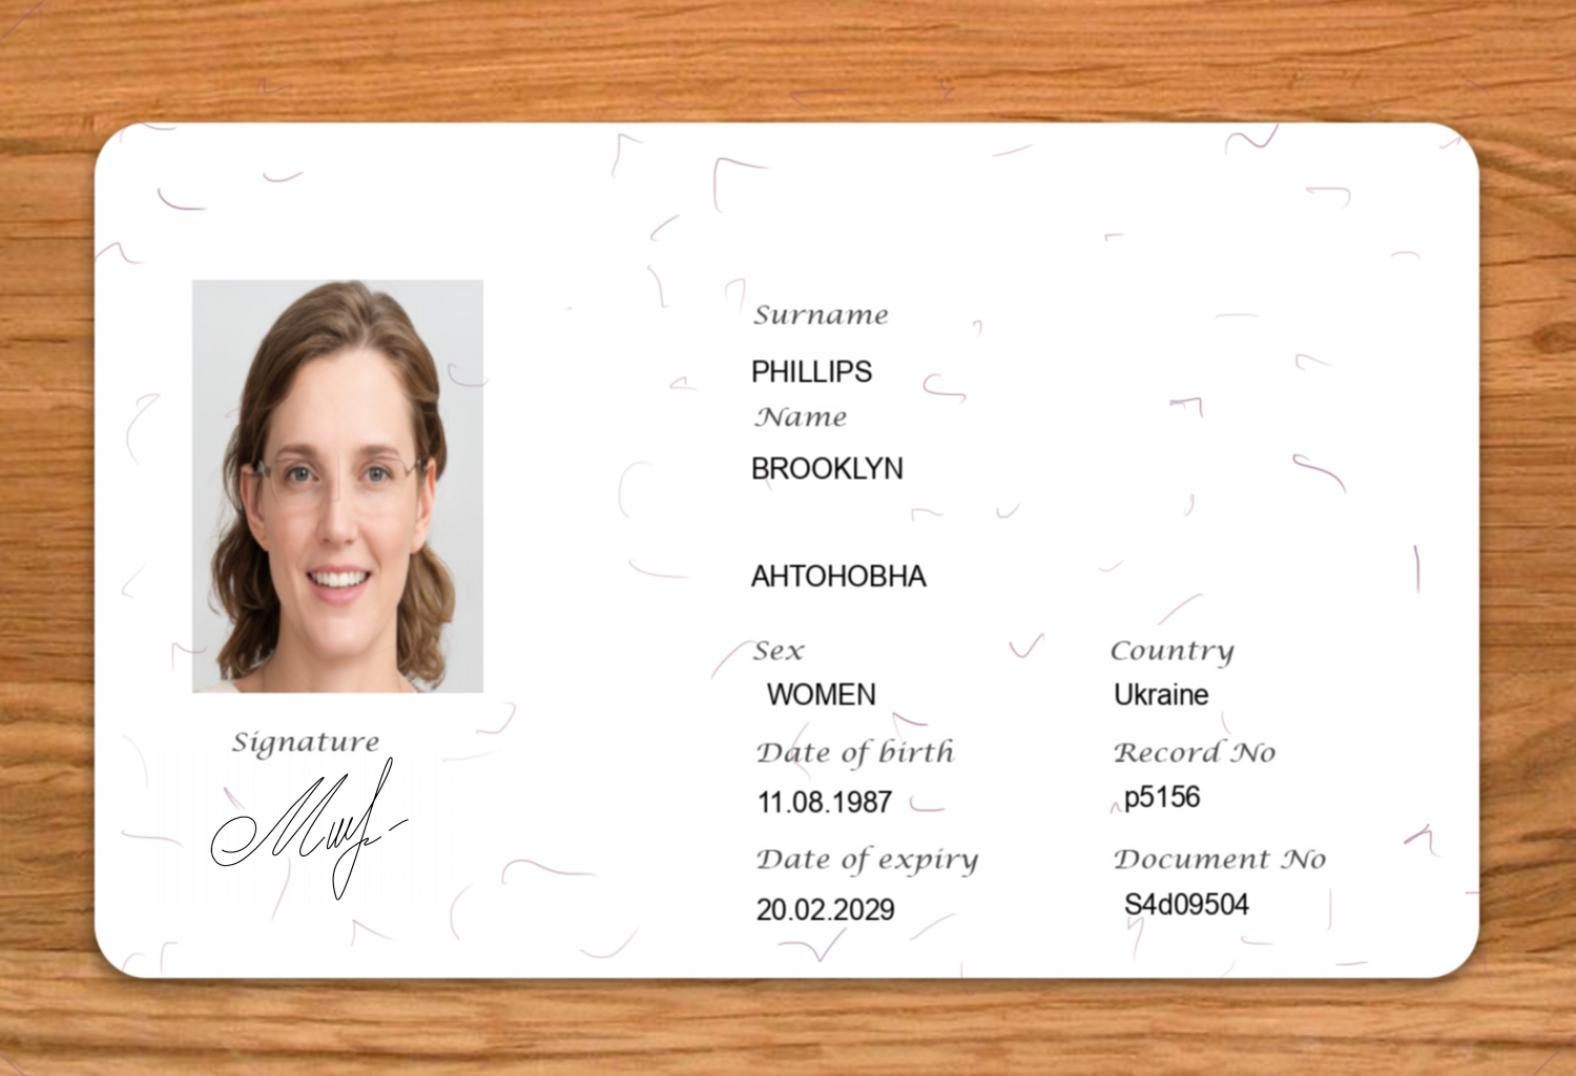 Surname
PHILLIPS
Name
BROOKLYN
АНТОНОВНА
Sex
Country
WOMEN
Ukraine
Date of birth
Record No
11.08.1987
p5156
Date of expiry
Document No
20.02.2029
S4d09504
Signature